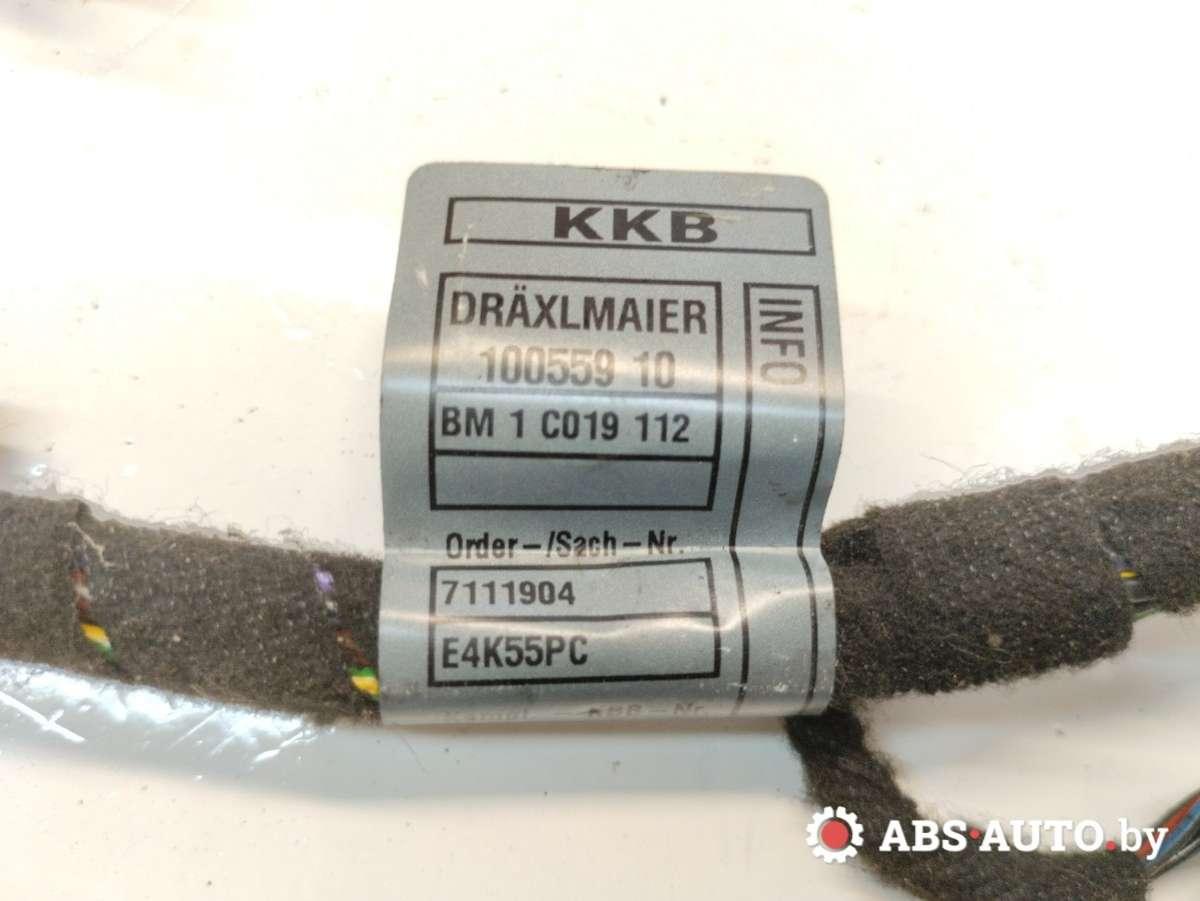 KKB
DRÄXLMAIER
100559 10
BM 1 C019 112
INFO
Order-/Sach-Nr.
7111904
E4K55PC
ABS·AUTO.by